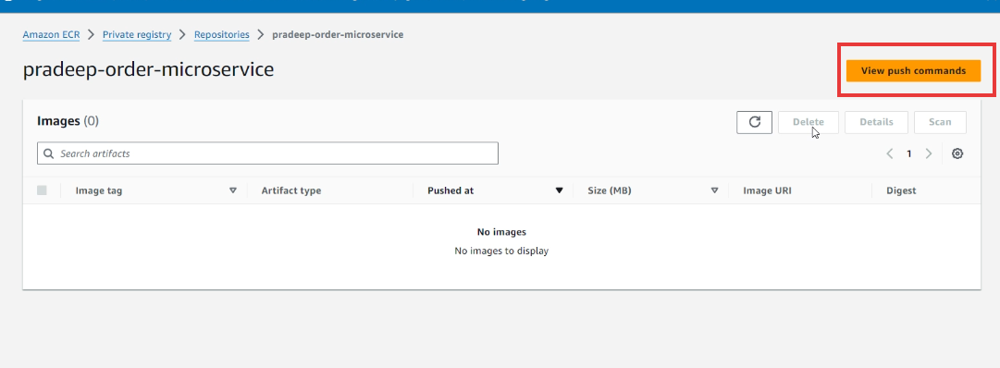 Amazon ECR > Private registry > Repositories > pradeep-order-microservice
pradeep-order-microservice
View push commands
Images (0)
Delete Details Scan
Search artifacts
1
Image tag Artifact type Pushed at Size (MB) Image URI Digest
No images
No images to display